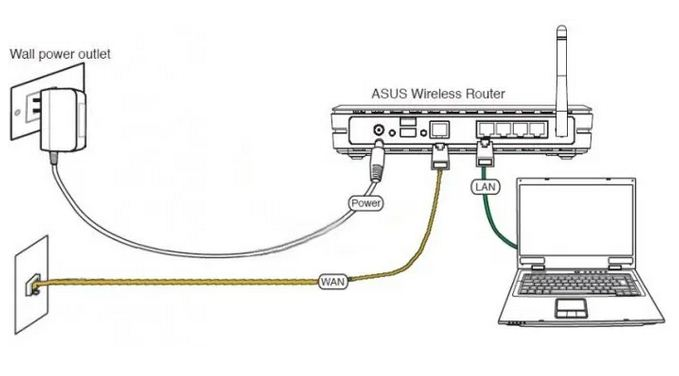 Wall power outlet
ASUS Wireless Router
Power
LAN
WAN